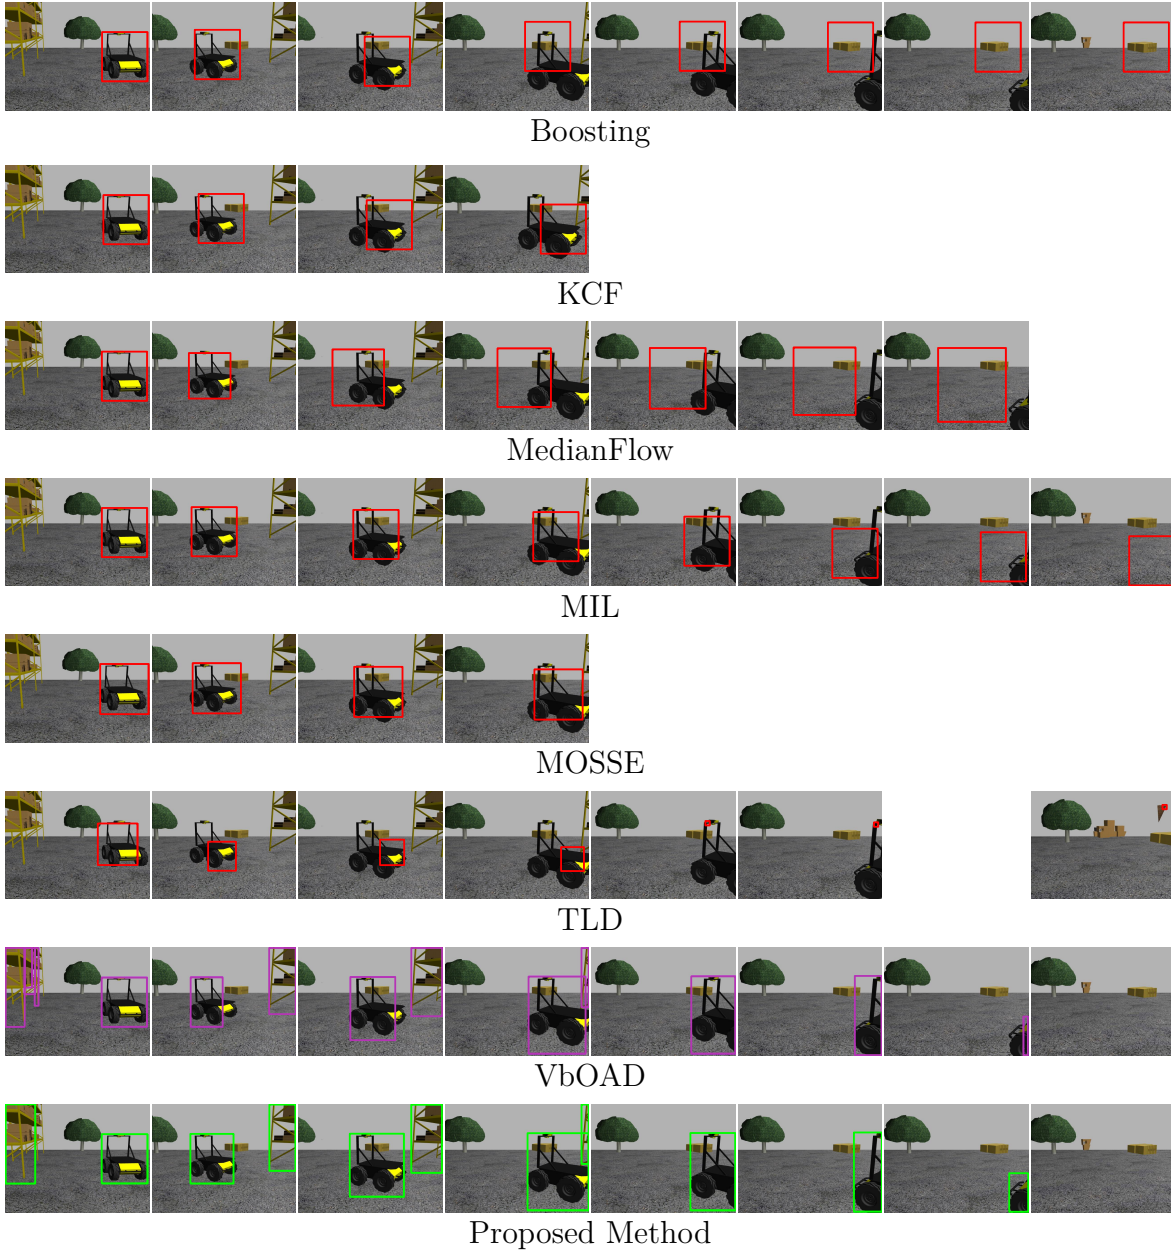 Boosting
KCF
MedianFlow
MIL
MOSSE
TLD
VbOAD
Proposed Method